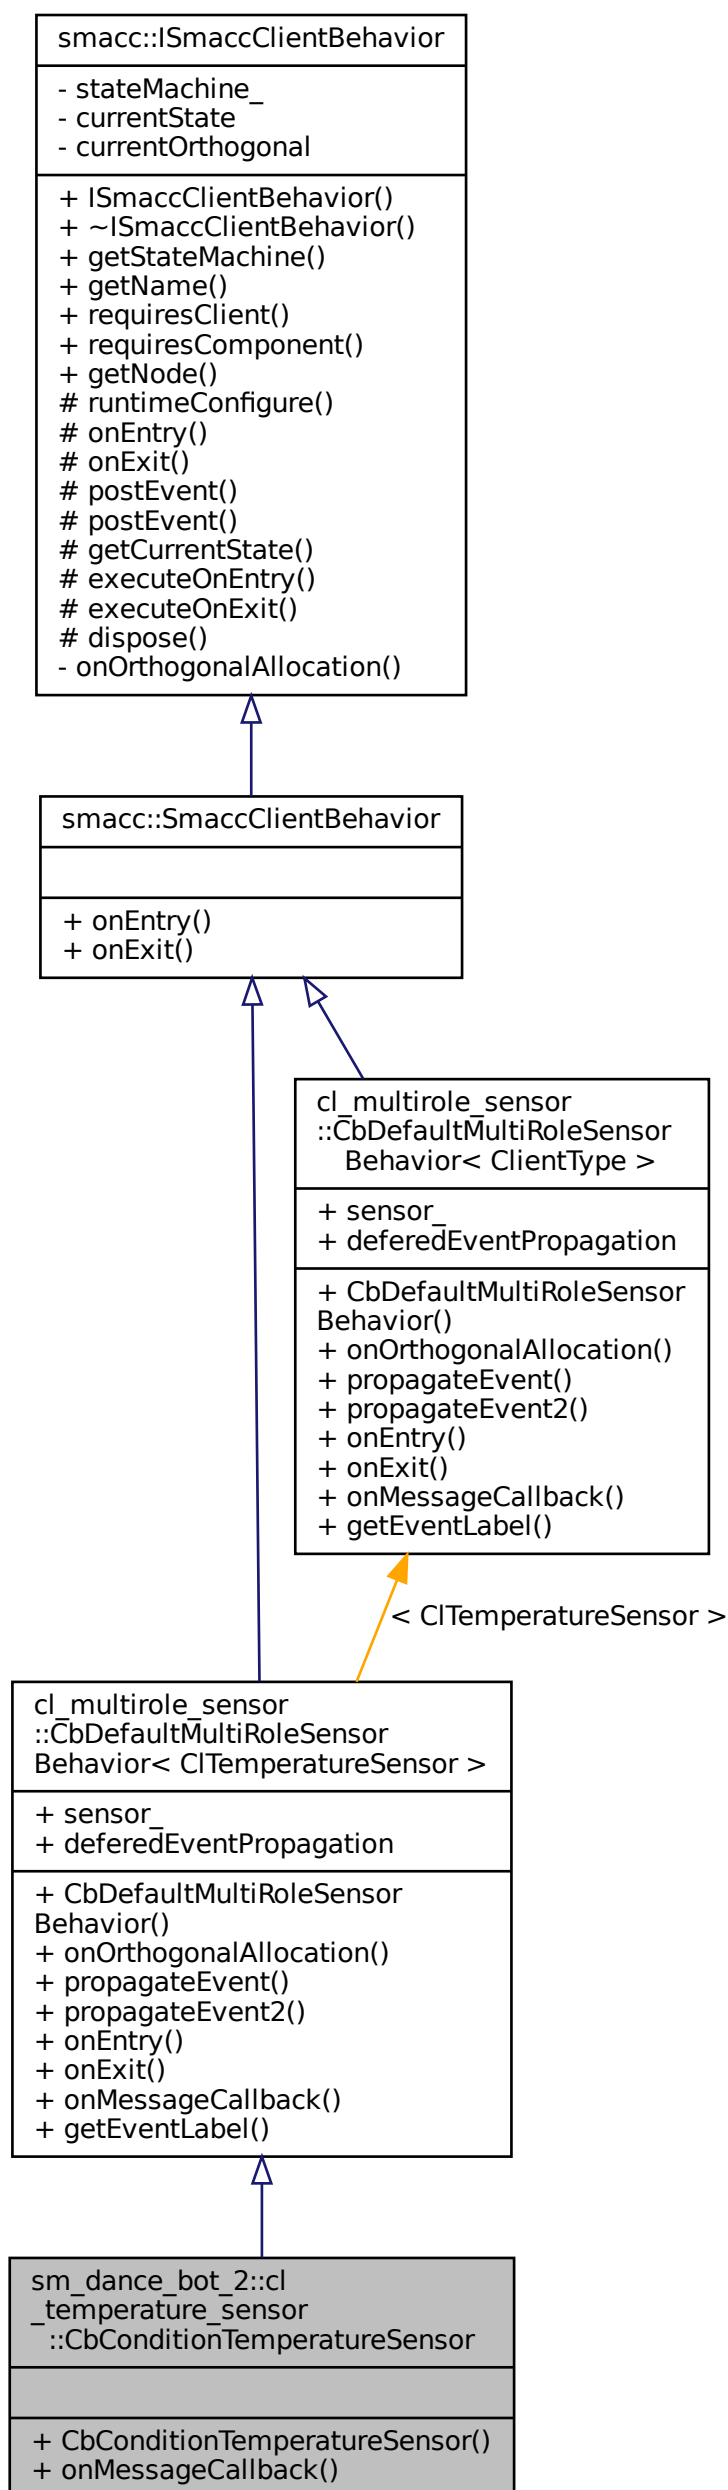 smacc::ISmaccClientBehavior
- stateMachine_
- currentState
- currentOrthogonal
+ ISmaccClientBehavior()
+ ~ISmaccClientBehavior()
+ getStateMachine()
+ getName()
+ requiresClient()
+ requiresComponent()
+ getNode()
# runtimeConfigure()
# onEntry()
# onExit()
# postEvent()
# postEvent()
# getCurrentState()
# executeOnEntry()
# executeOnExit()
# dispose()
- onOrthogonalAllocation()
smacc::SmaccClientBehavior
+ onEntry()
+ onExit()
cl_multirole_sensor
::CbDefaultMultiRoleSensor
Behavior< ClientType >
+ sensor_
+ deferedEventPropagation
+ CbDefaultMultiRoleSensor
Behavior()
+ onOrthogonalAllocation()
+ propagateEvent()
+ propagateEvent2()
+ onEntry()
+ onExit()
+ onMessageCallback()
+ getEventLabel()
< ClTemperatureSensor >
cl_multirole_sensor
::CbDefaultMultiRoleSensor
Behavior< ClTemperatureSensor >
+ sensor_
+ deferedEventPropagation
+ CbDefaultMultiRoleSensor
Behavior()
+ onOrthogonalAllocation()
+ propagateEvent()
+ propagateEvent2()
+ onEntry()
+ onExit()
+ onMessageCallback()
+ getEventLabel()
sm_dance_bot_2::cl
_temperature_sensor
::CbConditionTemperatureSensor
+ CbConditionTemperatureSensor()
+ onMessageCallback()